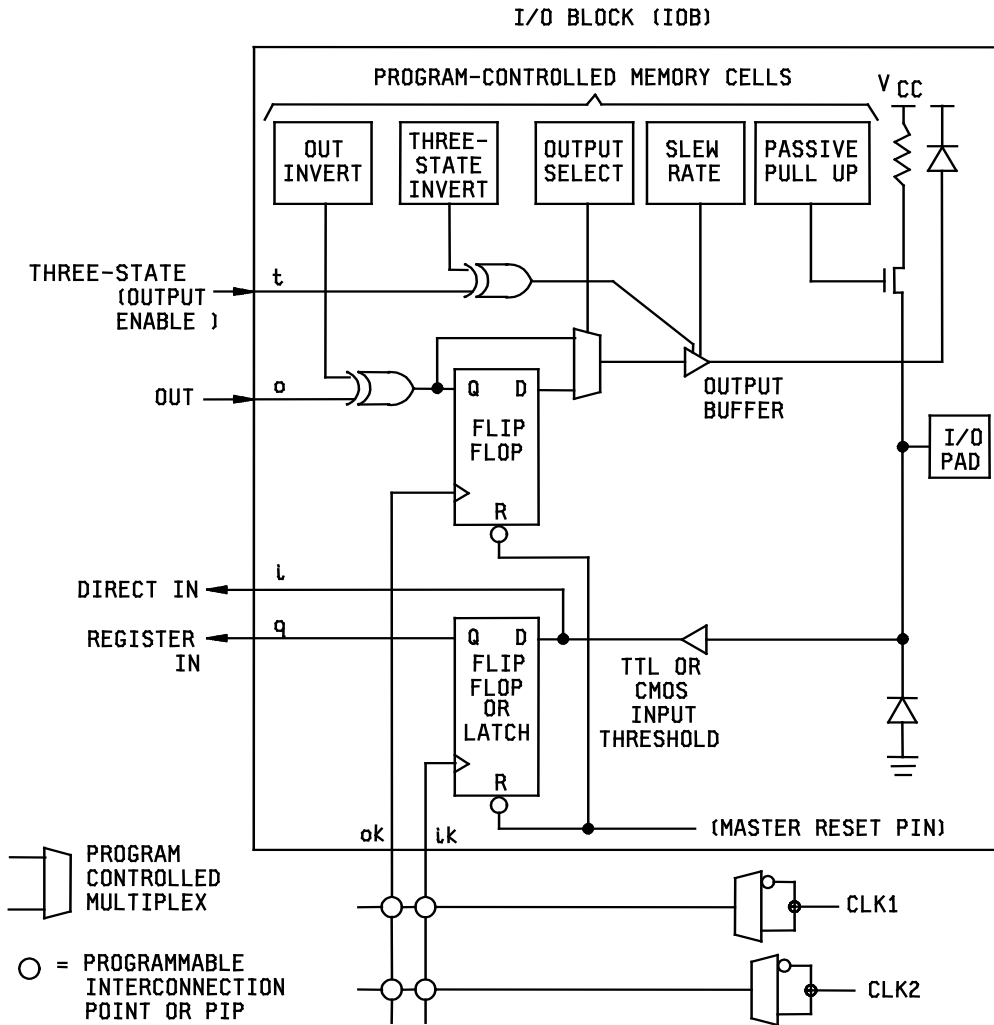 I/O BLOCK (IOB)
PROGRAM-CONTROLLED MEMORY CELLS
VCC
OUT
INVERT
THREE-
STATE
INVERT
OUTPUT
SELECT
SLEW
RATE
PASSIVE
PULL UP
THREE-STATE
(OUTPUT
ENABLE )
t
OUT
o
Q D
FLIP
FLOP
R
OUTPUT
BUFFER
I/O
PAD
DIRECT IN
i
REGISTER
IN
q
Q D
FLIP
FLOP
OR
LATCH
R
TTL OR
CMOS
INPUT
THRESHOLD
ok
ik
(MASTER RESET PIN)
PROGRAM
CONTROLLED
MULTIPLEX
CLK1
= PROGRAMMABLE
INTERCONNECTION
POINT OR PIP
CLK2